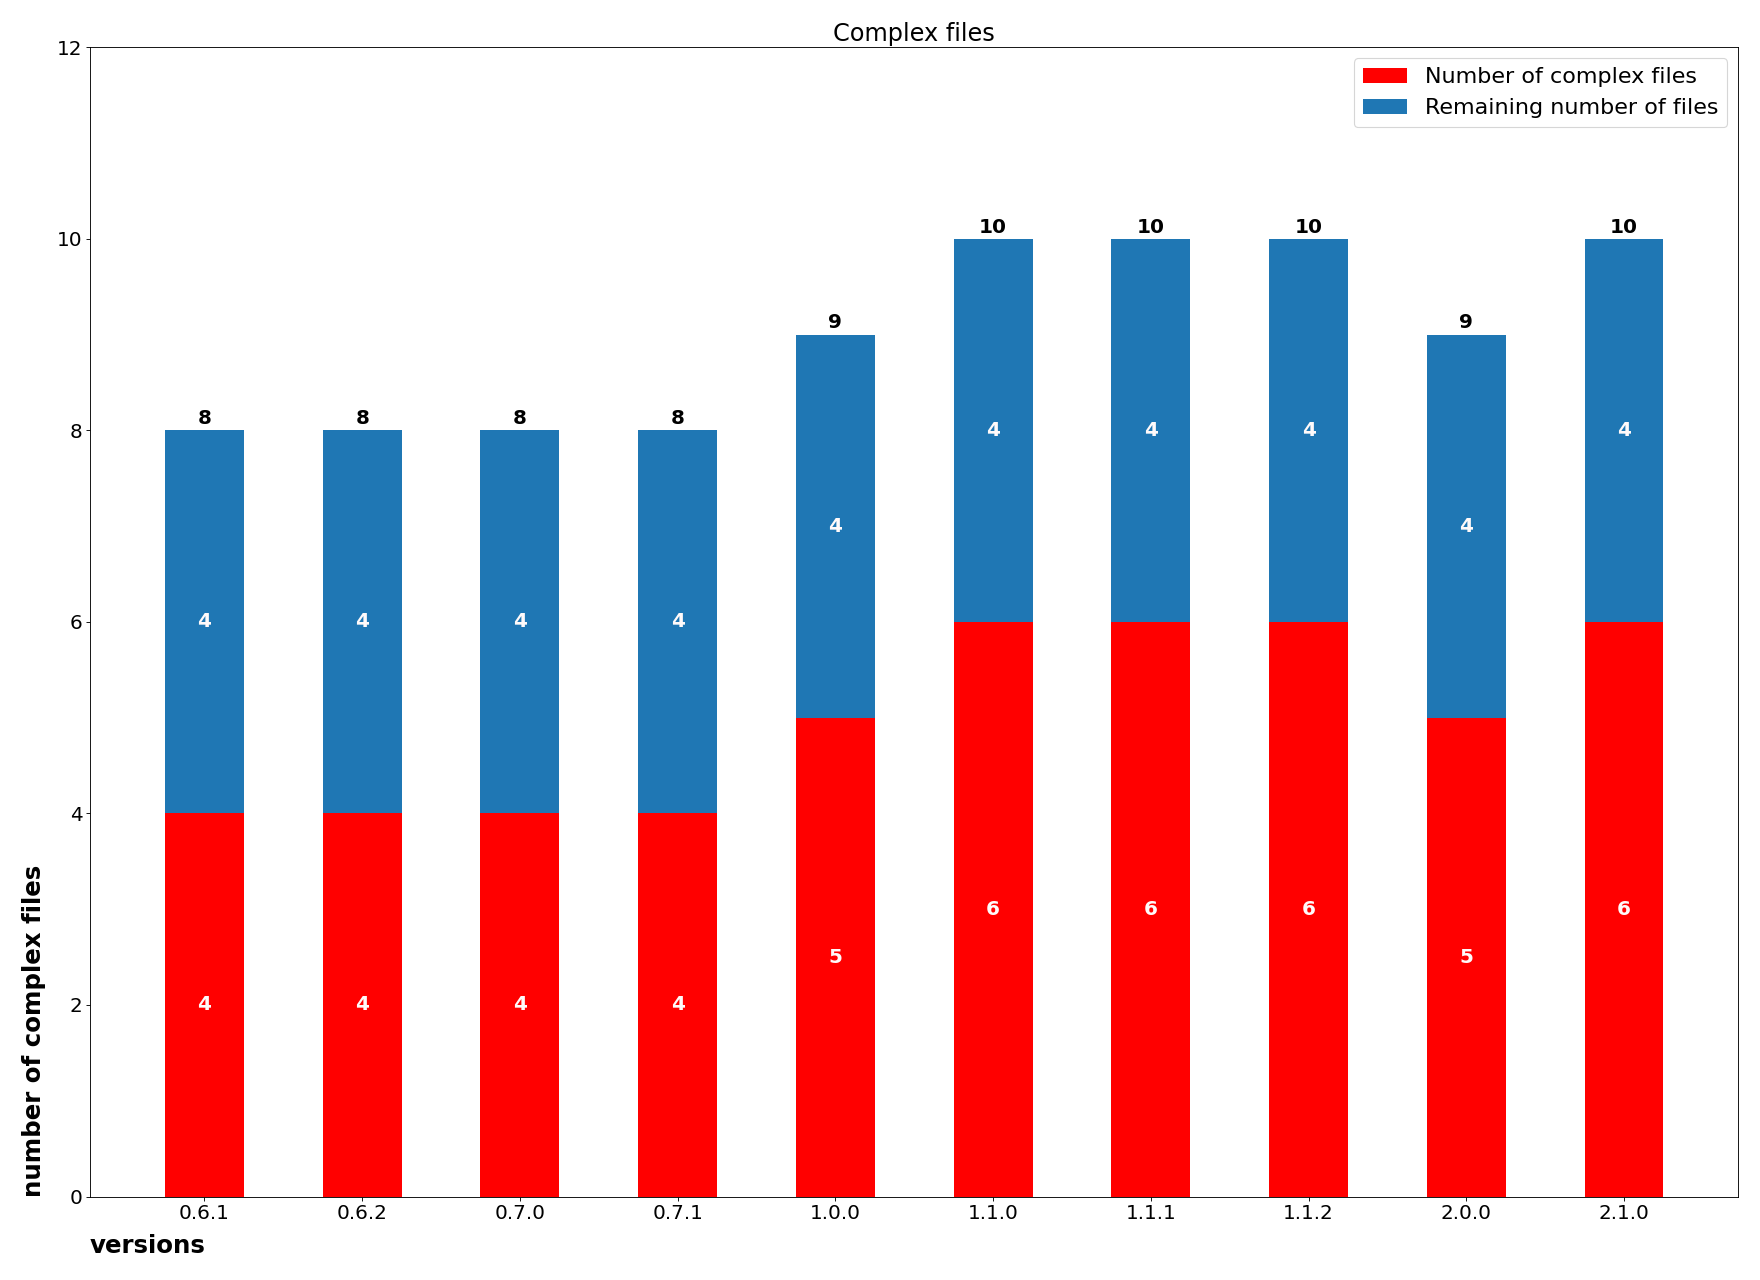 Complex files
12
Number of complex files
Remaining number of files
10 10 10 10
10
9 9
4 4 4 4
8 8 8 8
8
4 4
6
4 4 4 4
4
6 6 6 6
5 5
2
4 4 4 4
0
number of complex files
0.6.1 0.6.2 0.7.0 0.7.1 1.0.0 1.1.0 1.1.1 1.1.2 2.0.0 2.1.0
versions